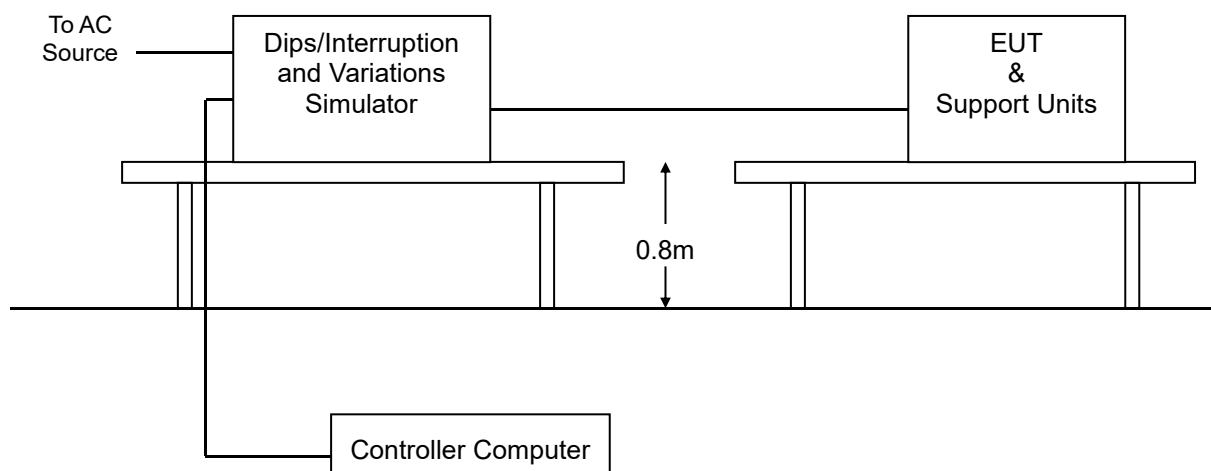 To AC
Source
Dips/Interruption
and Variations
Simulator
EUT
&
Support Units
0.8m
Controller Computer